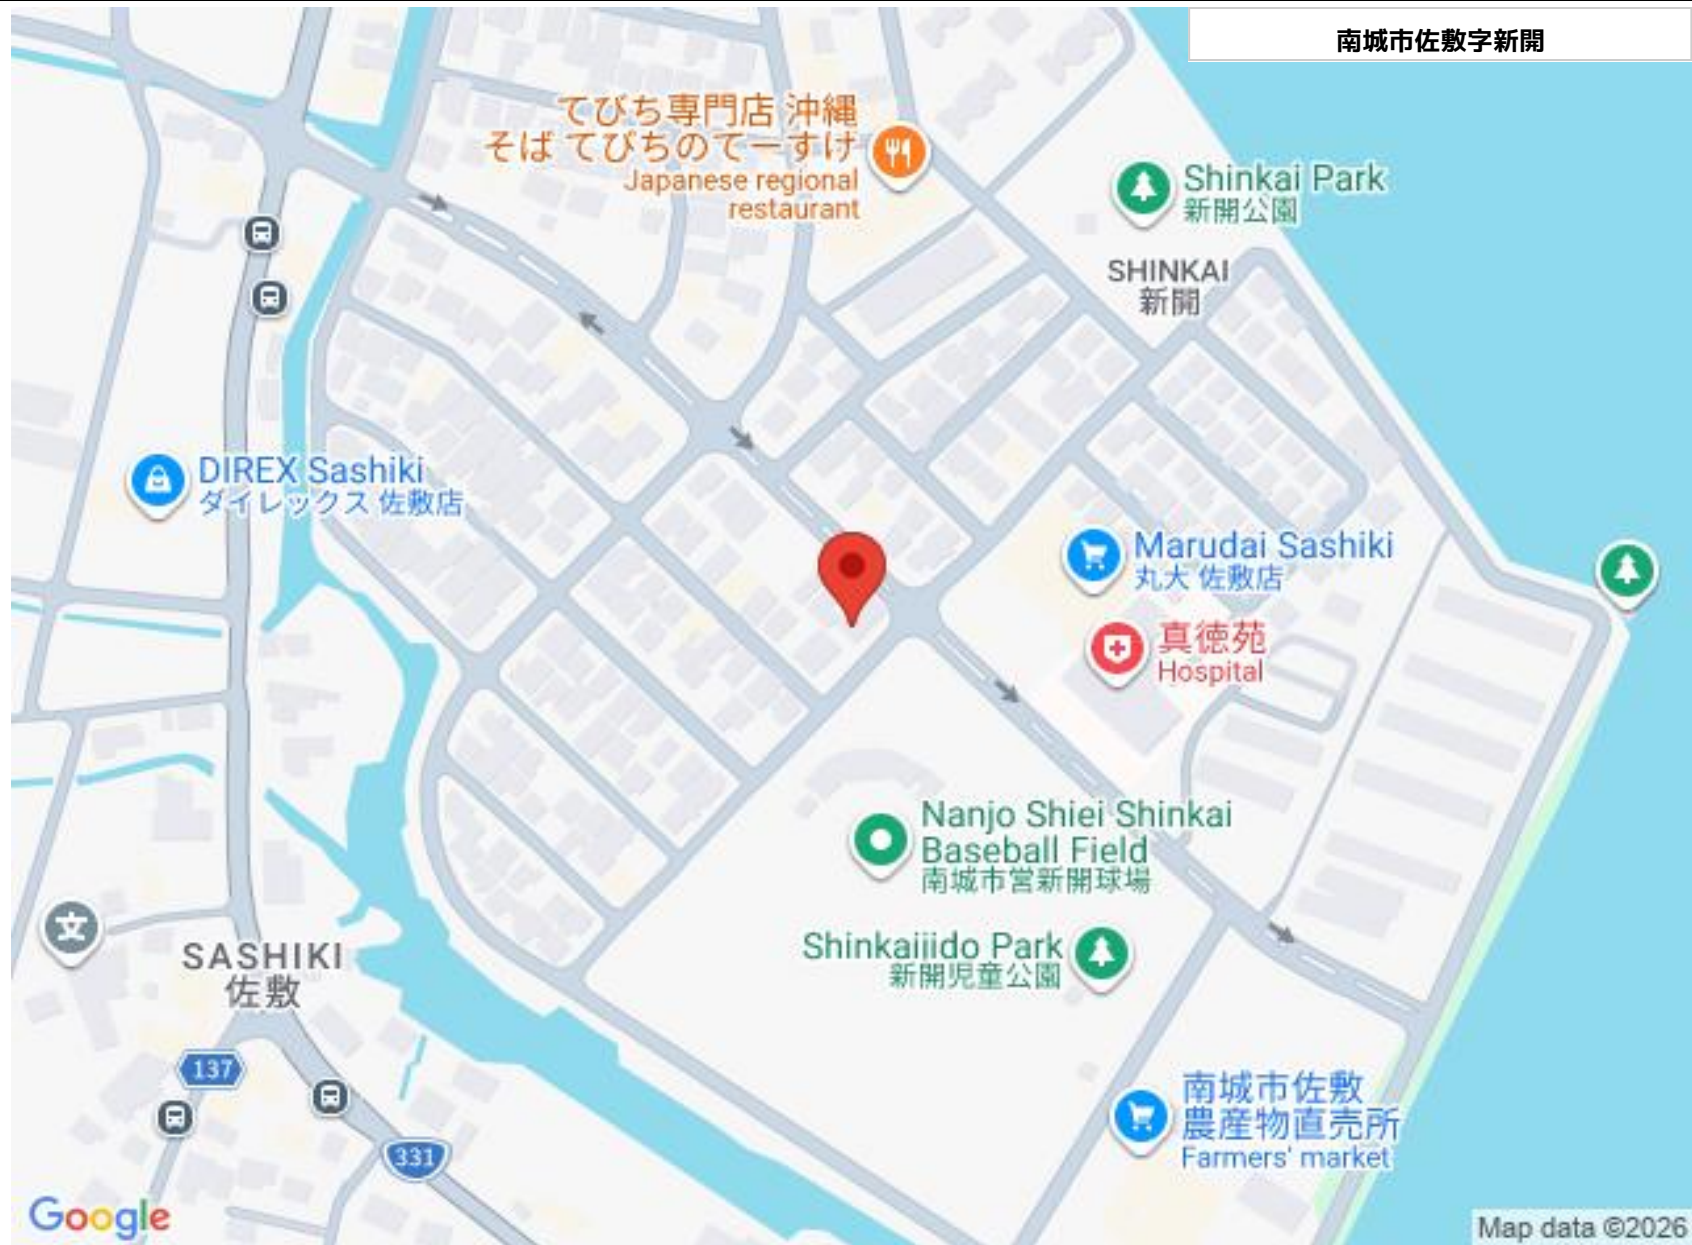 南城市佐敷字新開
てびち専門店 沖縄
そば てびちのてーすけ
Japanese regional
restaurant
Shinkai Park
新開公園
SHINKAI
新開
DIREX Sashiki
ダイレックス 佐敷店
Marudai Sashiki
丸大 佐敷店
真徳苑
Hospital
Nanjo Shiei Shinkai
Baseball Field
南城市営新開球場
Shinkaijido Park
新開児童公園
文
SASHIKI
佐敷
137
331
南城市佐敷
農産物直売所
Farmers' market
Google
Map data ©2026